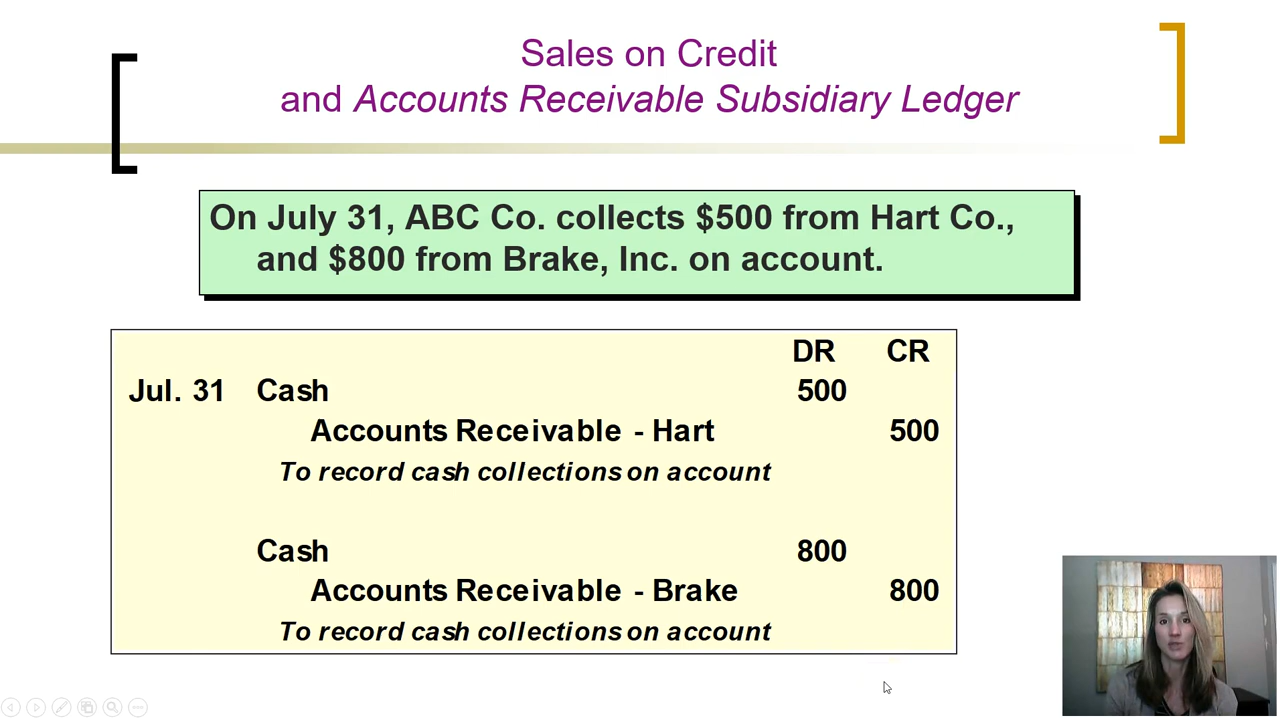 Sales on Credit
and Accounts Receivable Subsidiary Ledger
On July 31, ABC Co. collects $500 from Hart Co.,
and $800 from Brake, Inc. on account.
DR CR
Jul. 31 Cash 500
Accounts Receivable - Hart 500
To record cash collections on account
Cash 800
Accounts Receivable - Brake 800
To record cash collections on account